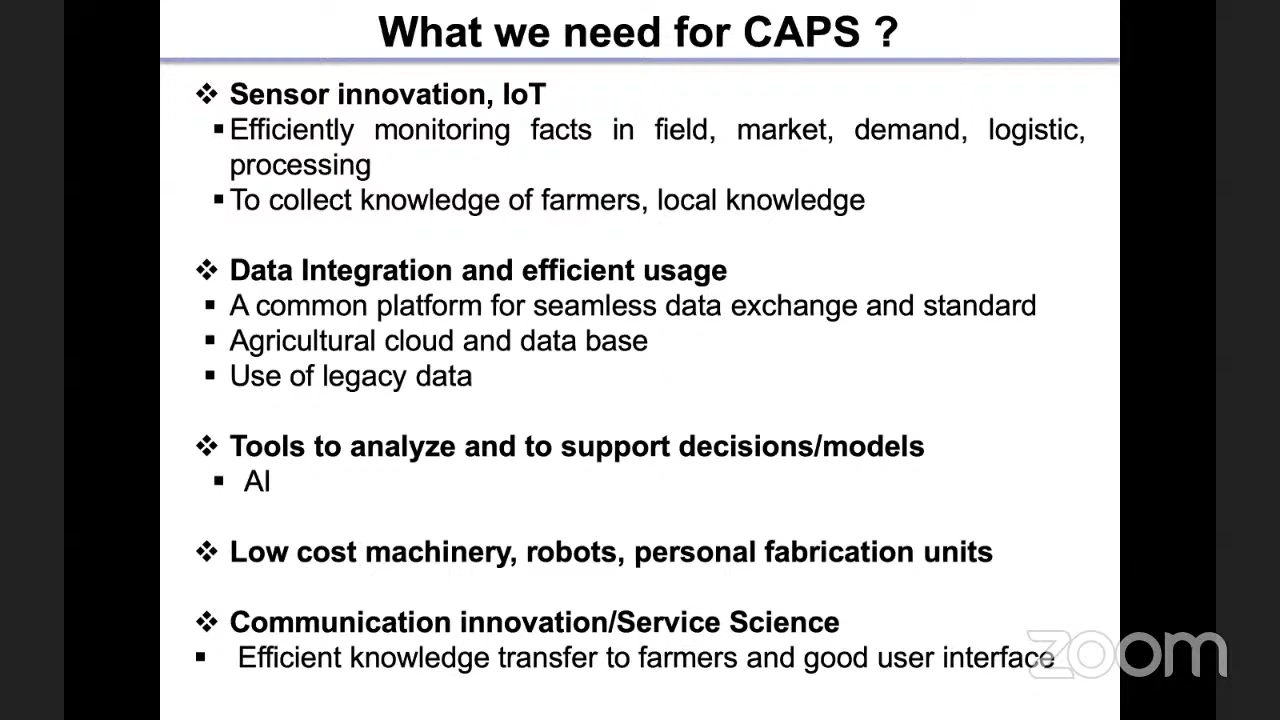 What we need for CAPS ?
❖ Sensor innovation, IoT
▪ Efficiently monitoring facts in field, market, demand, logistic,
processing
▪ To collect knowledge of farmers, local knowledge
❖ Data Integration and efficient usage
▪ A common platform for seamless data exchange and standard
▪ Agricultural cloud and data base
▪ Use of legacy data
❖ Tools to analyze and to support decisions/models
▪ AI
❖ Low cost machinery, robots, personal fabrication units
❖ Communication innovation/Service Science
▪ Efficient knowledge transfer to farmers and good user interface
zoom